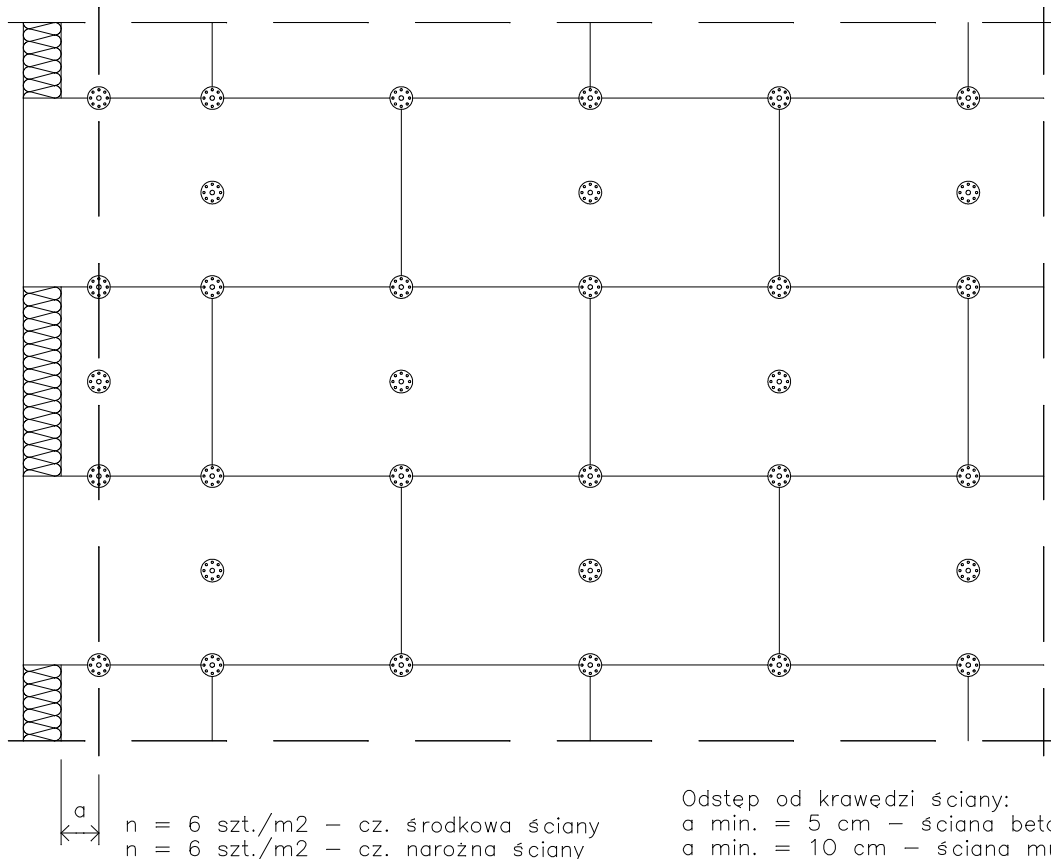 a
n = 6 szt./m2 – cz. środkowa ściany
n = 6 szt./m2 – cz. narożna ściany
Odstęp od krawędzi ściany:
a min. = 5 cm – ściana
a min. = 10 cm – ściana